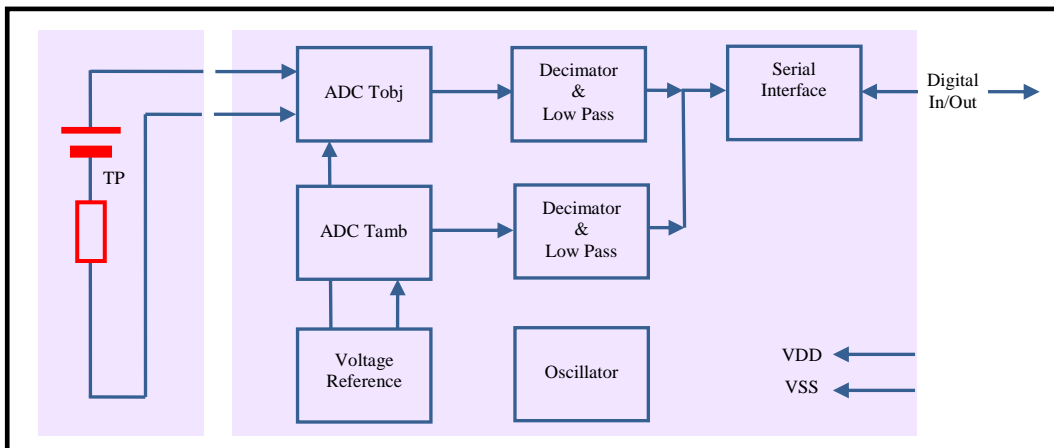 TP
ADC Tobj
Decimator
&
Low Pass
Serial
Interface
Digital
In/Out
ADC Tamb
Decimator
&
Low Pass
Voltage
Reference
Oscillator
VDD
VSS